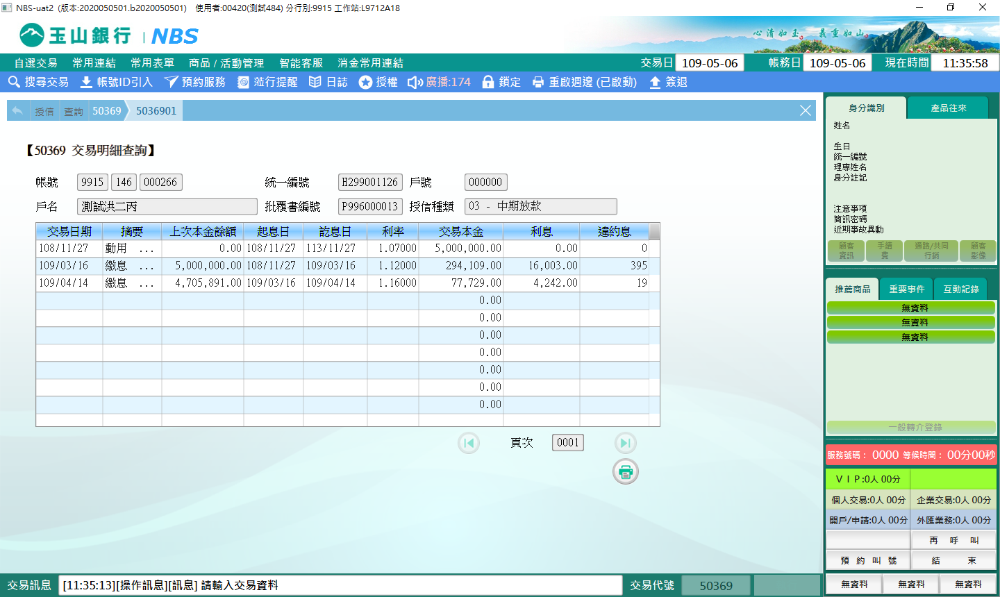 NBS-uat2 (版本:2020050501.b2020050501) 使用者:00420(測試484) 分行別:9915 工作站:L9712A18
玉山銀行 NBS
心清如玉 義重如山
自選交易 常用連結 常用表單 商品 / 活動管理 智能客服 消金常用連結 交易日 109-05-06 帳務日 109-05-06 現在時間 11:35:58
搜尋交易 帳號ID引入 預約服務 蒞行提醒 日誌 授權 廣播:174 鎖定 重啟週邊 (已啟動) 簽退
授信 查詢 50369 5036901
【50369 交易明細查詢】
帳號 9915 146 000266 統一編號 H299001126 戶號 000000
戶名 測試洪二丙 批覆書編號 P996000013 授信種類 03 - 中期放款
交易日期 摘要 上次本金餘額 起息日 訖息日 利率 交易本金 利息 違約息
108/11/27 動用 ... 0.00 108/11/27 113/11/27 1.07000 5,000,000.00 0.00 0
109/03/16 繳息 ... 5,000,000.00 108/11/27 109/03/16 1.12000 294,109.00 16,003.00 395
109/04/14 繳息 ... 4,705,891.00 109/03/16 109/04/14 1.16000 77,729.00 4,242.00 19
0.00
0.00
0.00
0.00
0.00
0.00
0.00
頁次 0001
身分識別 產品往來
姓名
生日
統一編號
理專姓名
身分註記
注意事項
簡訊密碼
近期事故異動
顧客資訊 手續費 通路/共同行銷 顧客影像
推薦商品 重要事件 互動記錄
無資料
無資料
無資料
一般轉介登錄
服務號碼： 0000 等候時間： 00分00秒
ＶＩＰ:0人 00分
個人交易:0人 00分 企業交易:0人 00分
開戶/申請:0人 00分 外匯業務:0人 00分
再 呼 叫
預 約 叫 號 結 束
無資料 無資料 無資料
交易訊息 [11:35:13][操作訊息][訊息] 請輸入交易資料 交易代號 50369